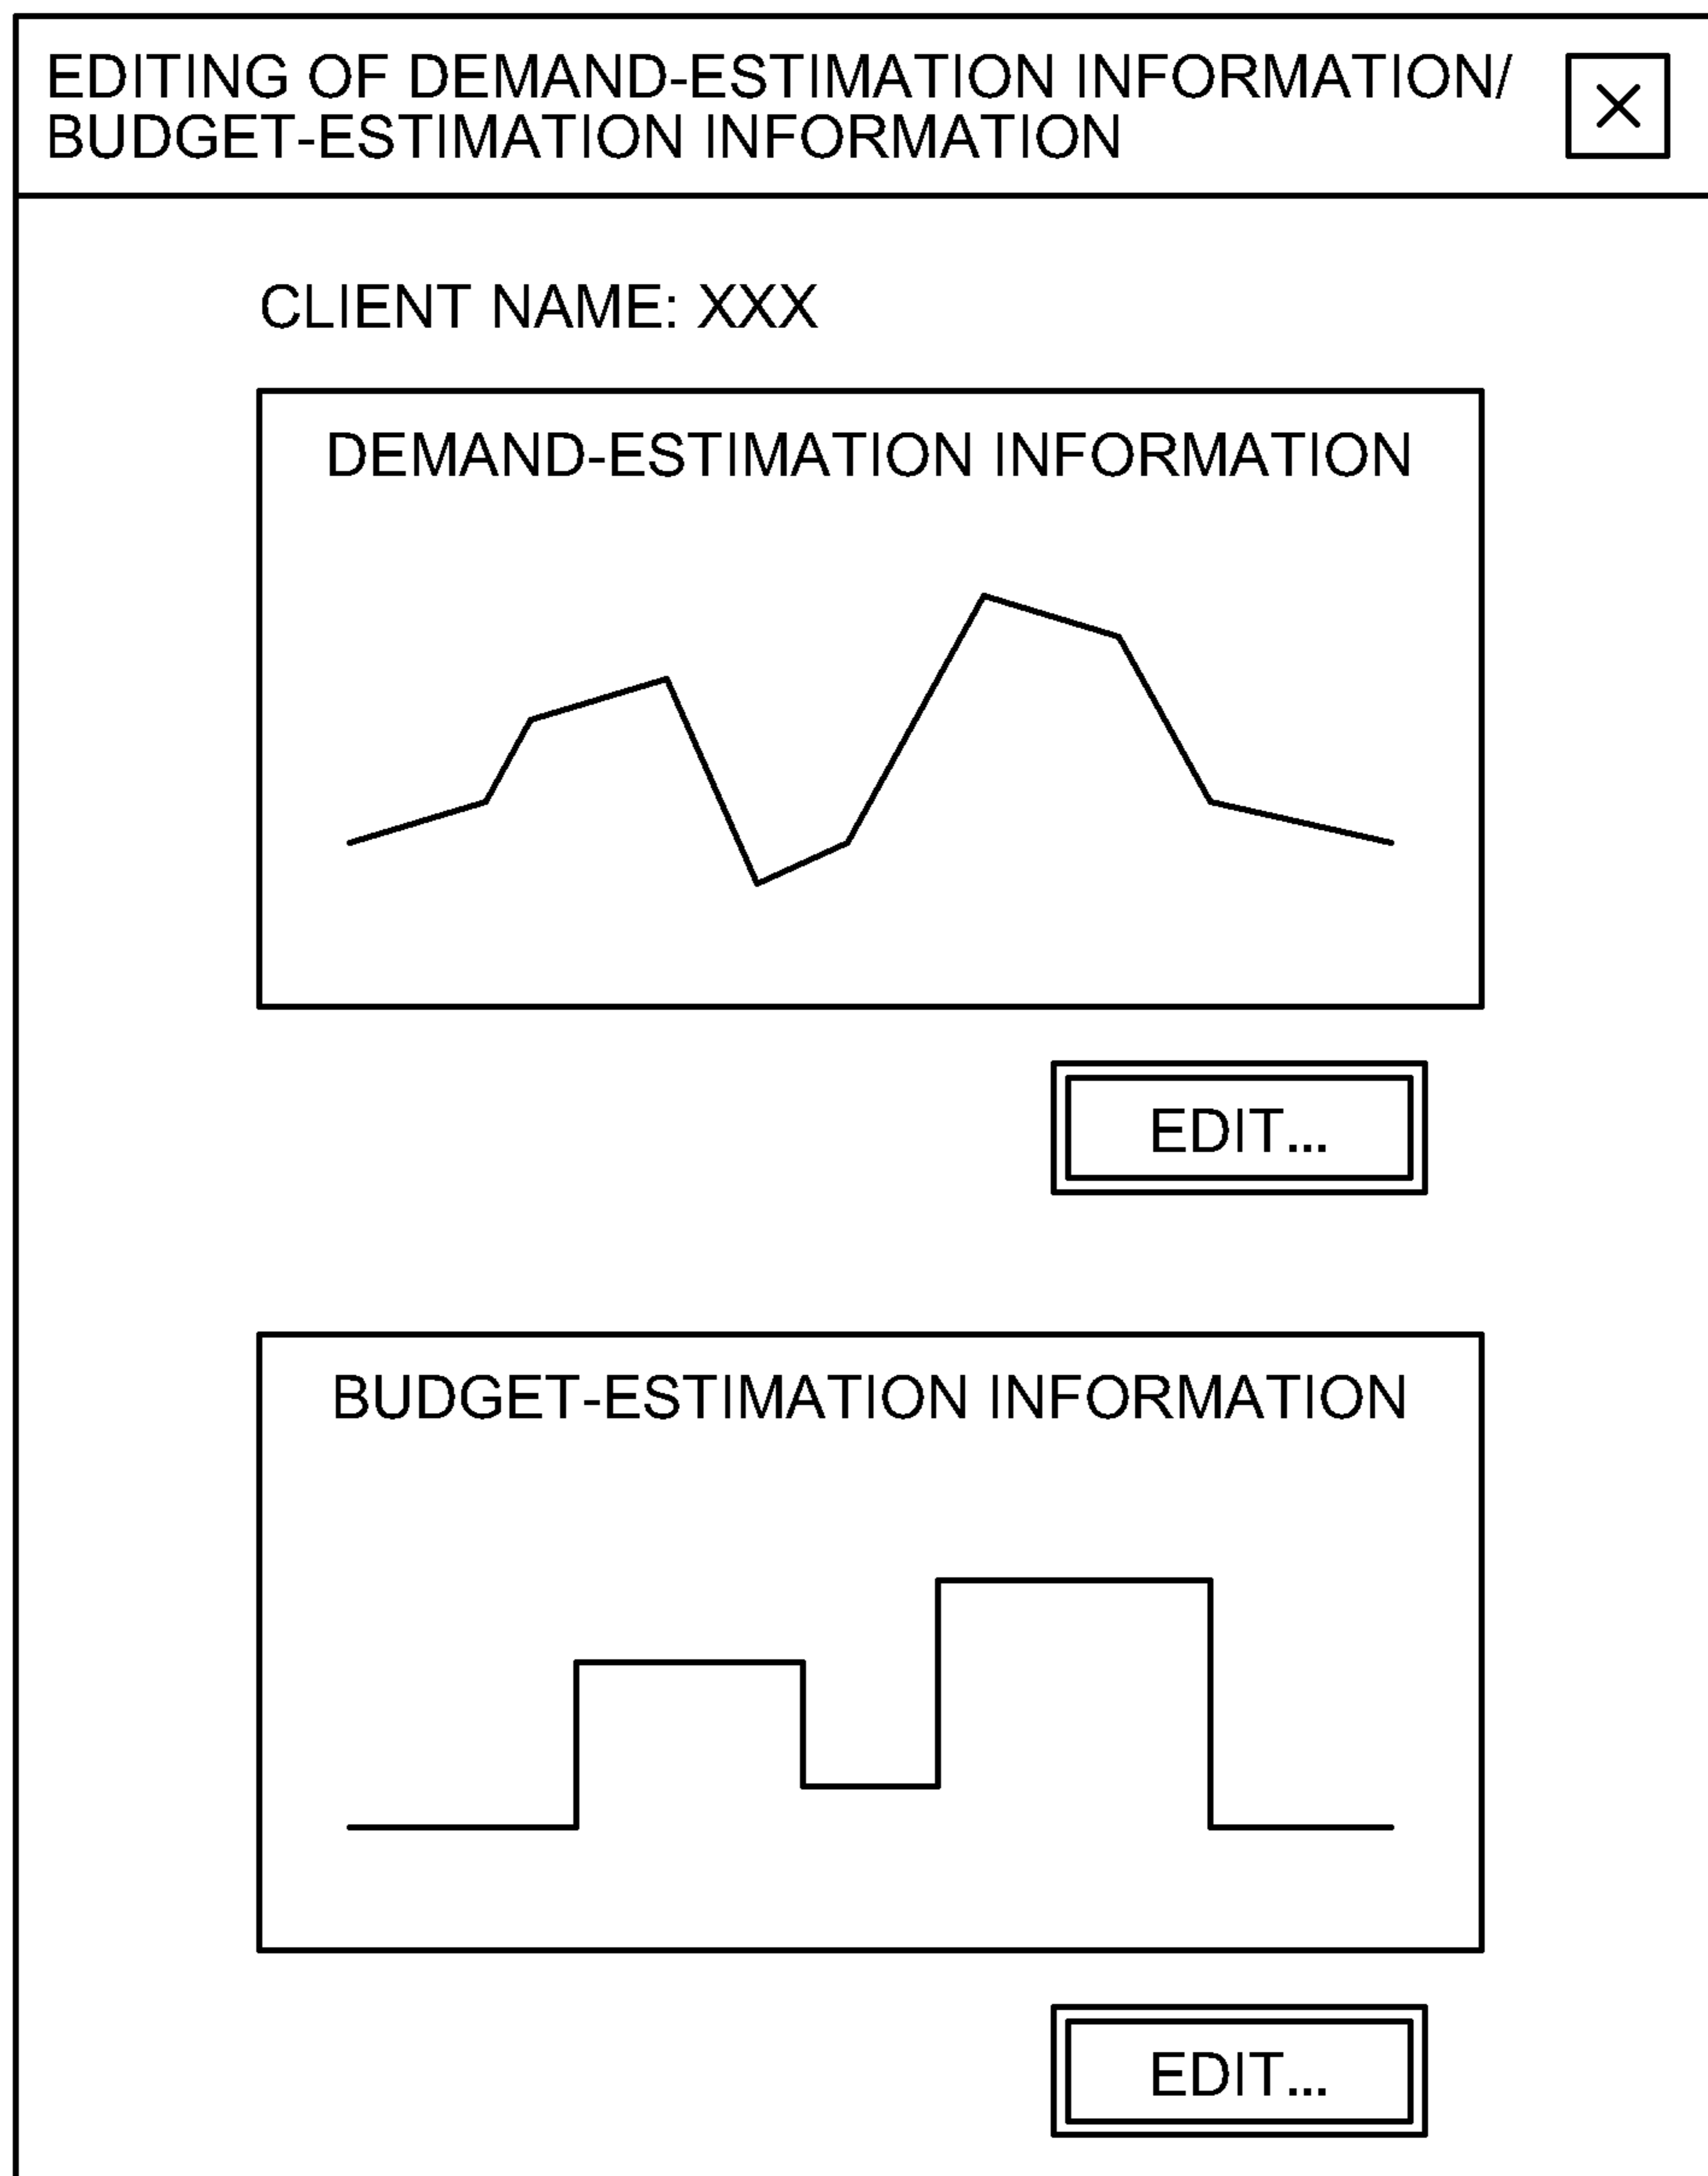 EDITING OF DEMAND-ESTIMATION INFORMATION/
BUDGET-ESTIMATION INFORMATION
CLIENT NAME: XXX
DEMAND-ESTIMATION INFORMATION
EDIT...
BUDGET-ESTIMATION INFORMATION
EDIT...